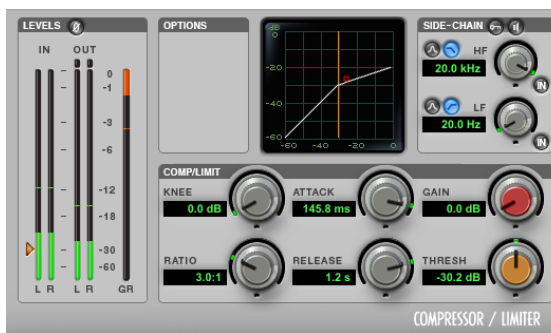 LEVELS Ø
IN OUT
0
-1
-3
-6
-12
-18
-30
-60
L R L R GR
OPTIONS
dB
0
-20
-40
-60 -40 -20 0
SIDE-CHAIN
HF
20.0 kHz
IN
LF
20.0 Hz
IN
COMP/LIMIT
KNEE ATTACK GAIN
0.0 dB 145.8 ms 0.0 dB
RATIO RELEASE THRESH
3.0:1 1.2 s -30.2 dB
COMPRESSOR / LIMITER